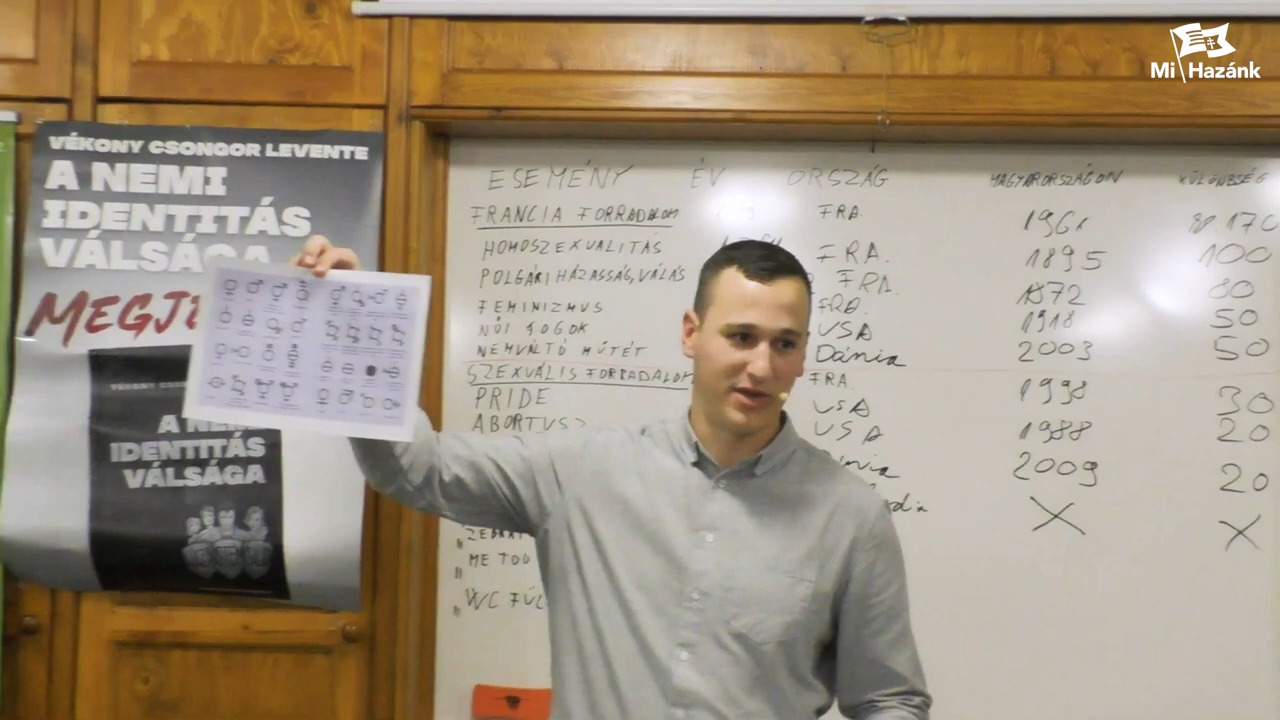 Mi Hazánk
VÉKONY CSONGOR LEVENTE
A NEMI
IDENTITÁS
VÁLSÁGA
MEGJ
A NEMI
IDENTITÁS
VÁLSÁGA
ESEMÉNY ÉV ORSZÁG MAGYARORSZÁGON KÜLÖNBSÉG
FRANCIA FORRADALOM FRA.
HOMOSZEXUALITÁS FRA. 1961 170
POLGÁRI HÁZASSÁG, VÁLÁS FRA. 1895 100
FEMINIZMUS FRA. 1872 80
NŐI JOGOK USA 1918 50
NEMVÁLTÓ MŰTÉT Dánia 2003 50
SZEXUÁLIS FORRADALOM FRA.
PRIDE USA 1998 30
ABORTUSZ USA 1988 20
2009 20
X X
ME TOO
WC